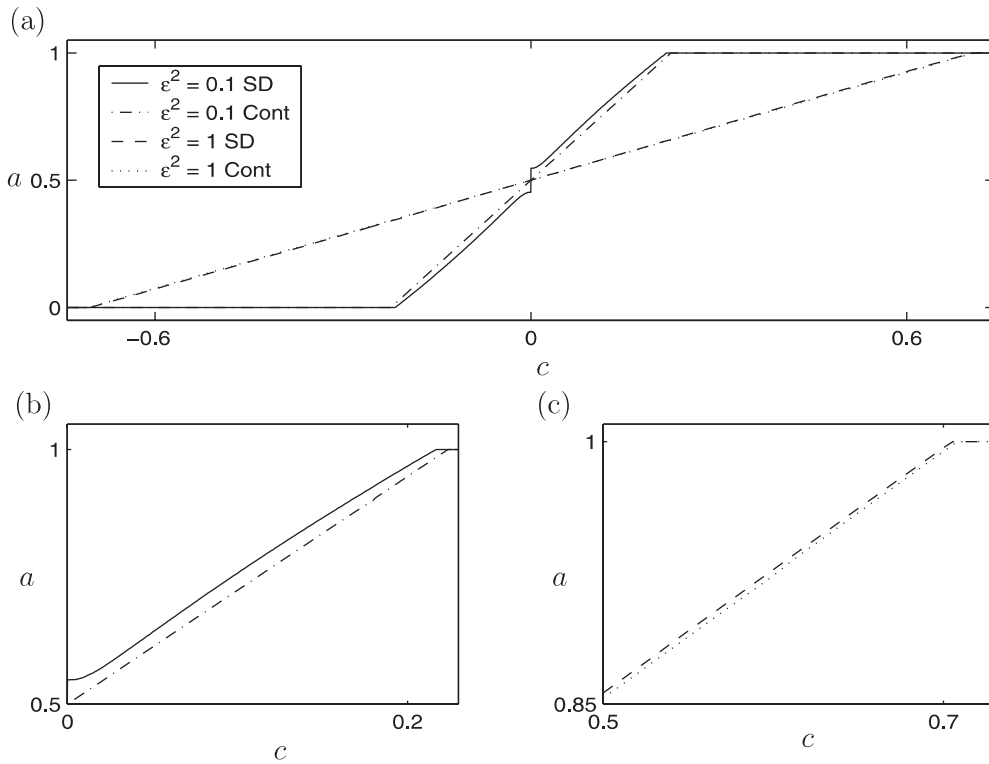 (a)
1
ε² = 0.1 SD
ε² = 0.1 Cont
ε² = 1 SD
ε² = 1 Cont
a 0.5
0
−0.6 0 0.6
c
(b)
1
a
0.5
0 0.2
c
(c)
1
a
0.85
0.5 0.7
c